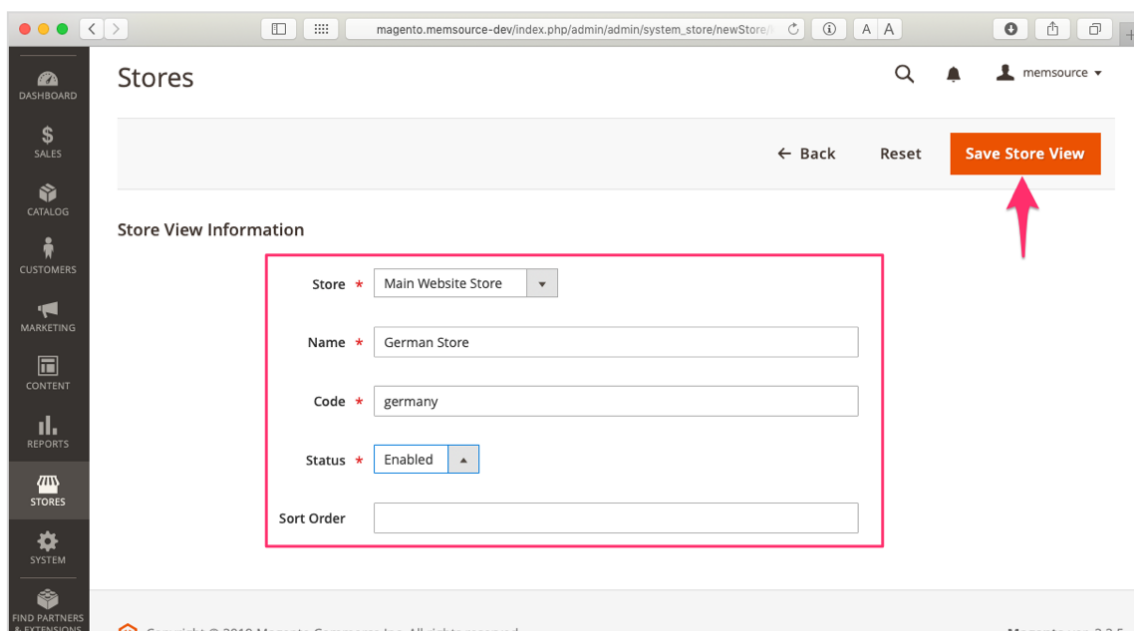 magento.memsource-dev/index.php/admin/admin/system_store/newStore/
A A
DASHBOARD
Stores
memsource
$
SALES
← Back Reset Save Store View
CATALOG
Store View Information
CUSTOMERS
Store * Main Website Store
MARKETING
Name * German Store
CONTENT
Code * germany
REPORTS
Status * Enabled
STORES
Sort Order
SYSTEM
FIND PARTNERS
& EXTENSIONS